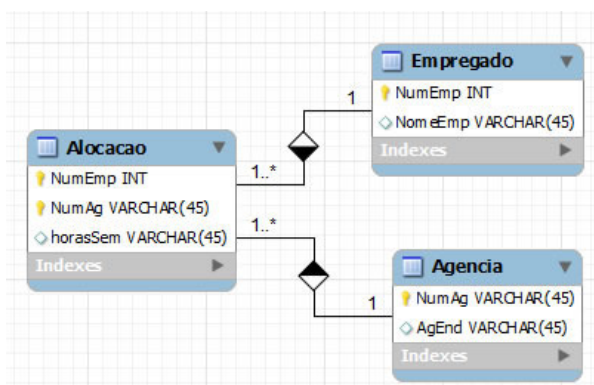 Empregado
NumEmp INT
NomeEmp VARCHAR(45)
Indexes
1
1..*
Alocacao
NumEmp INT
NumAg VARCHAR(45)
horasSem VARCHAR(45)
Indexes
1..*
1
Agencia
NumAg VARCHAR(45)
AgEnd VARCHAR(45)
Indexes